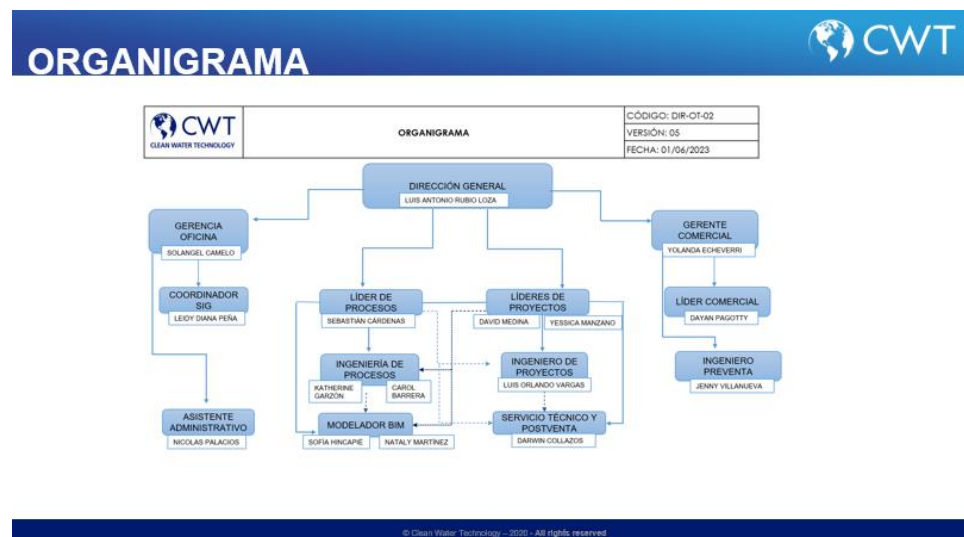 CWT
ORGANIGRAMA
CWT
CLEAN WATER TECHNOLOGY
ORGANIGRAMA
CÓDIGO: DIR-OT-02
VERSIÓN: 05
FECHA: 01/06/2023
DIRECCIÓN GENERAL
LUIS ANTONIO RUBIO LOZA
GERENCIA
OFICINA
SOLANGEL CAMELO
GERENTE
COMERCIAL
YOLANDA ECHEVERRI
COORDINADOR
SIG
LEIDY DIANA PEÑA
LÍDER DE
PROCESOS
SEBASTIÁN CÁRDENAS
LÍDERES DE
PROYECTOS
DAVID MEDINA
YESSICA MANZANO
LÍDER COMERCIAL
DAYAN PAGOTTY
INGENIERÍA DE
PROCESOS
KATHERINE
GARZÓN
CAROL
BARRERA
INGENIERO DE
PROYECTOS
LUIS ORLANDO VARGAS
INGENIERO
PREVENTA
JENNY VILLANUEVA
ASISTENTE
ADMINISTRATIVO
NICOLAS PALACIOS
MODELADOR BIM
SOFÍA HINCAPIÉ
NATALY MARTÍNEZ
SERVICIO TÉCNICO Y
POSTVENTA
DARWIN COLLAZOS
© Clean Water Technology – 2020 - All rights reserved